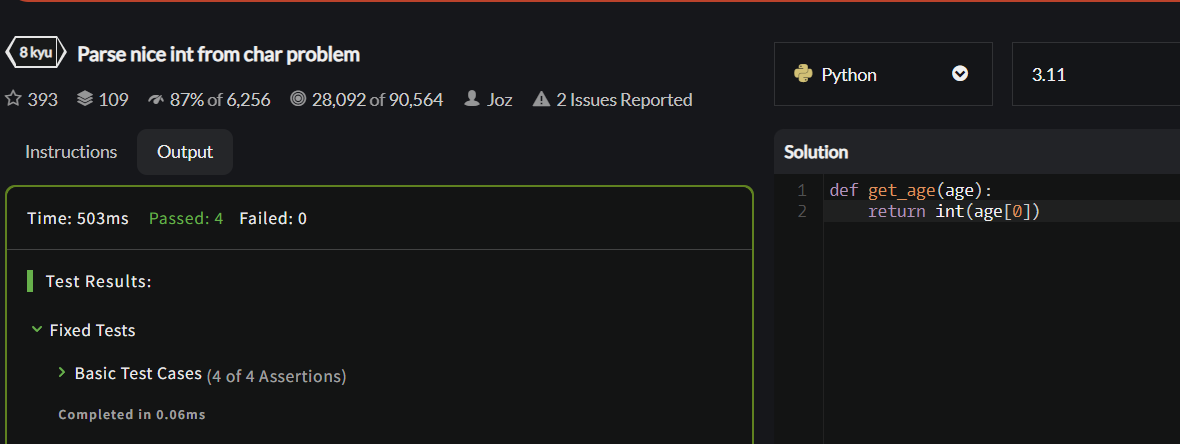 8 kyu Parse nice int from char problem
393 109 87% of 6,256 28,092 of 90,564 Joz 2 Issues Reported
Instructions Output
Time: 503ms Passed: 4 Failed: 0
Test Results:
Fixed Tests
Basic Test Cases (4 of 4 Assertions)
Completed in 0.06ms
Python 3.11
Solution
1 def get_age(age):
2     return int(age[0])